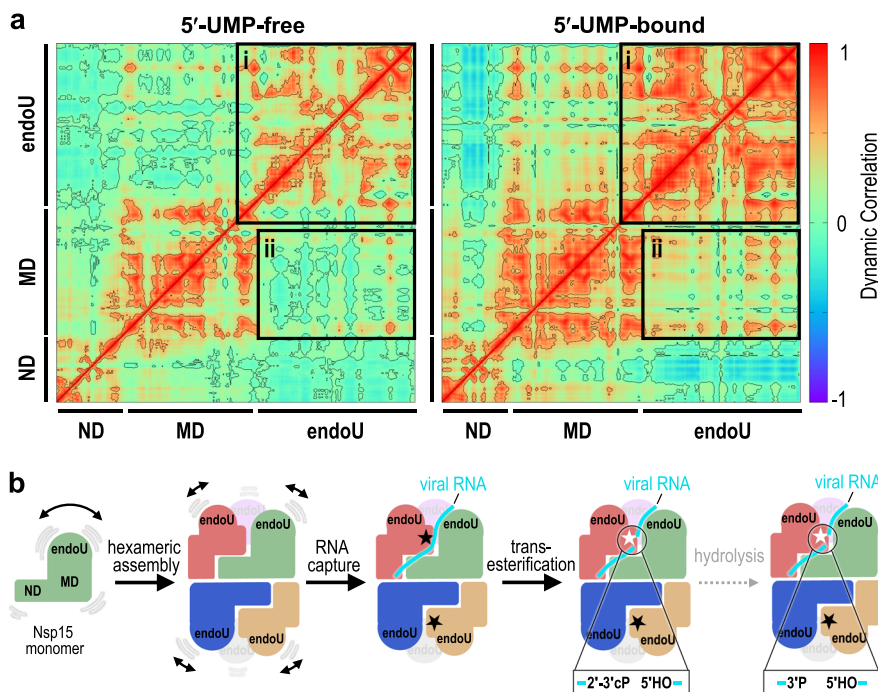 a
5′-UMP-free
5′-UMP-bound
endoU
MD
ND
i
ii
i
ii
1
0
-1
Dynamic Correlation
ND
MD
endoU
ND
MD
endoU
b
endoU
ND
MD
Nsp15
monomer
hexameric
assembly
endoU
endoU
endoU
endoU
endoU
RNA
capture
viral RNA
endoU
endoU
endoU
endoU
endoU
trans-
esterification
viral RNA
endoU
endoU
endoU
endoU
2'-3'cP
5'HO
hydrolysis
viral RNA
endoU
endoU
endoU
endoU
3'P
5'HO